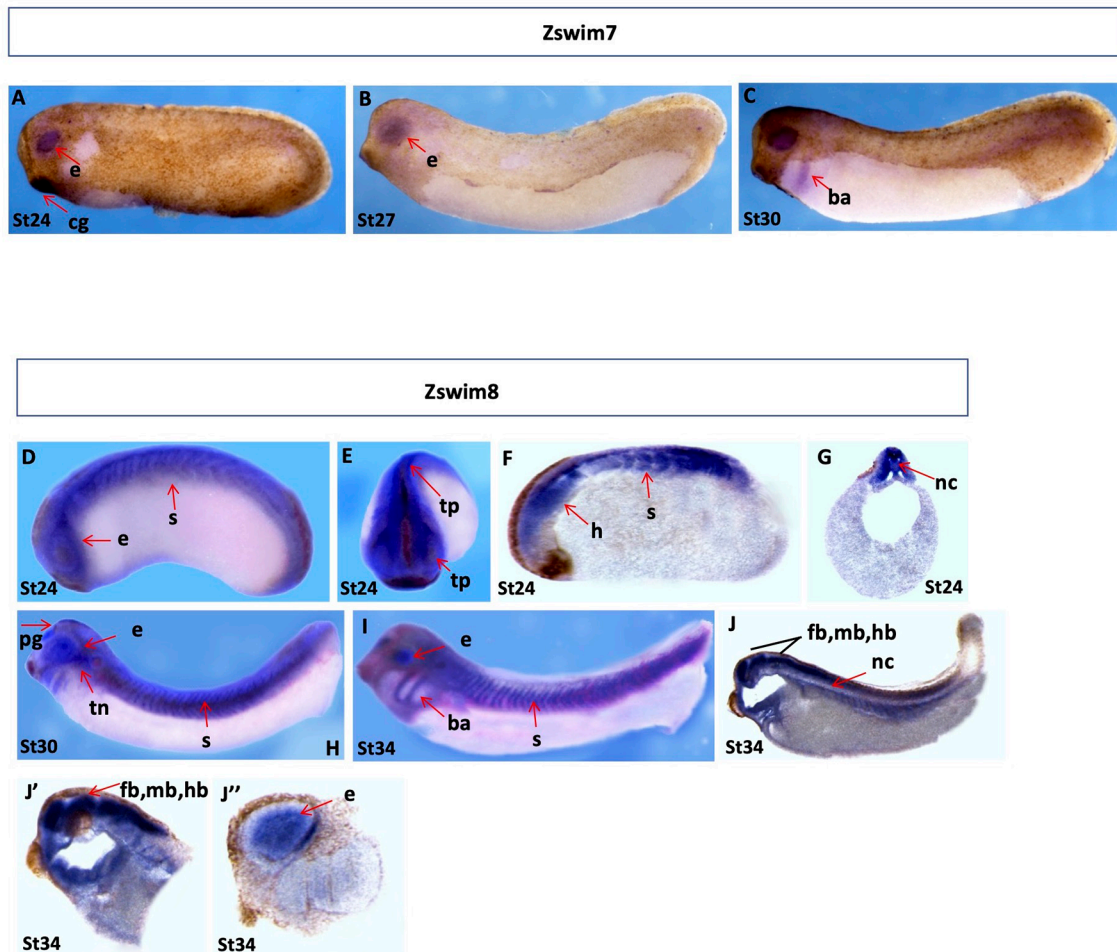 Zswim7
A
e
cg
St24
B
e
St27
C
ba
St30
Zswim8
D
s
e
St24
E
tp
tp
St24
F
s
h
St24
G
nc
St24
pg
e
tn
s
St30
H
I
e
ba
s
St34
J
fb,mb,hb
nc
St34
J’
fb,mb,hb
St34
J’’
e
St34